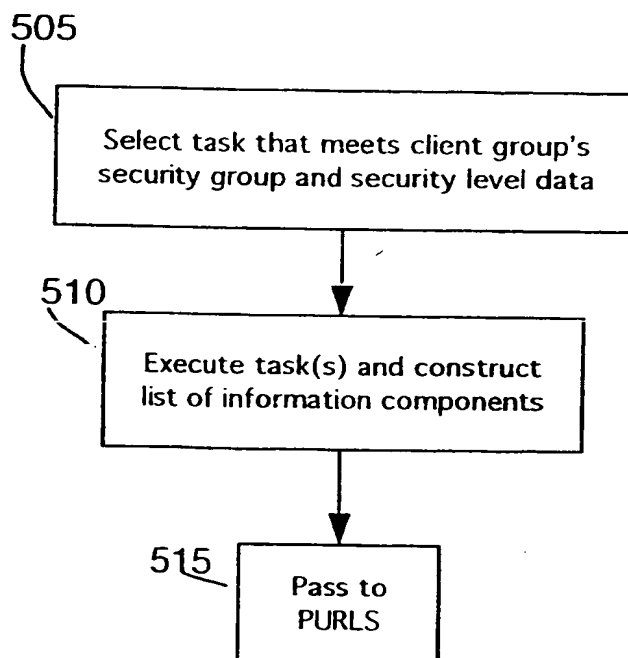 505
Select task that meets client group's
security group and security level data
510
Execute task(s) and construct
list of information components
515
Pass to
PURLS